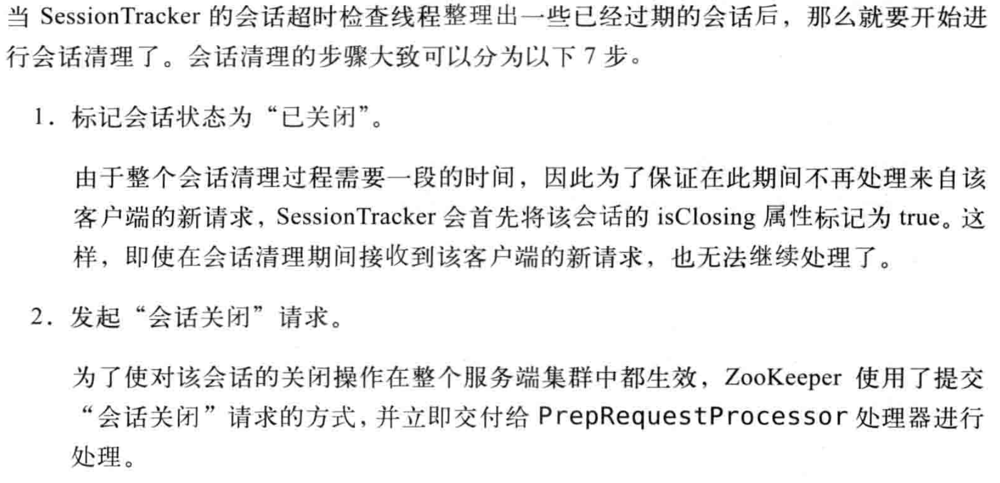 当 SessionTracker 的会话超时检查线程整理出一些已经过期的会话后，那么就要开始进
行会话清理了。会话清理的步骤大致可以分为以下 7 步。
1. 标记会话状态为“已关闭”。
由于整个会话清理过程需要一段的时间，因此为了保证在此期间不再处理来自该
客户端的新请求，SessionTracker 会首先将该会话的 isClosing 属性标记为 true。这
样，即使在会话清理期间接收到该客户端的新请求，也无法继续处理了。
2. 发起“会话关闭”请求。
为了使对该会话的关闭操作在整个服务端集群中都生效，ZooKeeper 使用了提交
“会话关闭”请求的方式，并立即交付给 PrepRequestProcessor 处理器进行
处理。